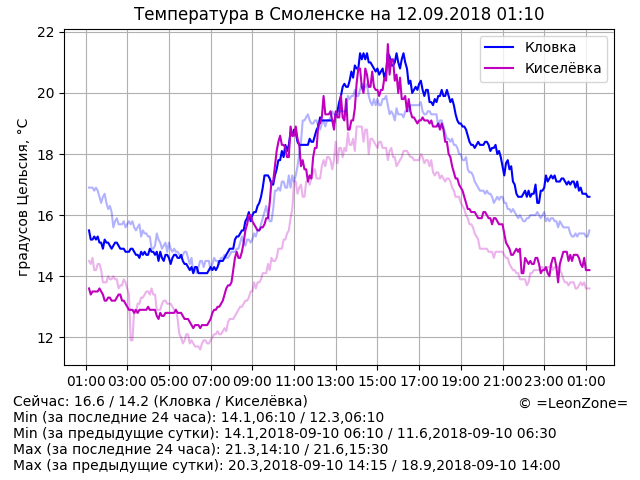 Температура в Смоленске на 12.09.2018 01:10
22
20
18
16
14
12
градусов Цельсия, °C
Кловка
Киселёвка
01:00 03:00 05:00 07:00 09:00 11:00 13:00 15:00 17:00 19:00 21:00 23:00 01:00
Сейчас: 16.6 / 14.2 (Кловка / Киселёвка)
© =LeonZone=
Min (за последние 24 часа): 14.1,06:10 / 12.3,06:10
Min (за предыдущие сутки): 14.1,2018-09-10 06:10 / 11.6,2018-09-10 06:30
Max (за последние 24 часа): 21.3,14:10 / 21.6,15:30
Max (за предыдущие сутки): 20.3,2018-09-10 14:15 / 18.9,2018-09-10 14:00